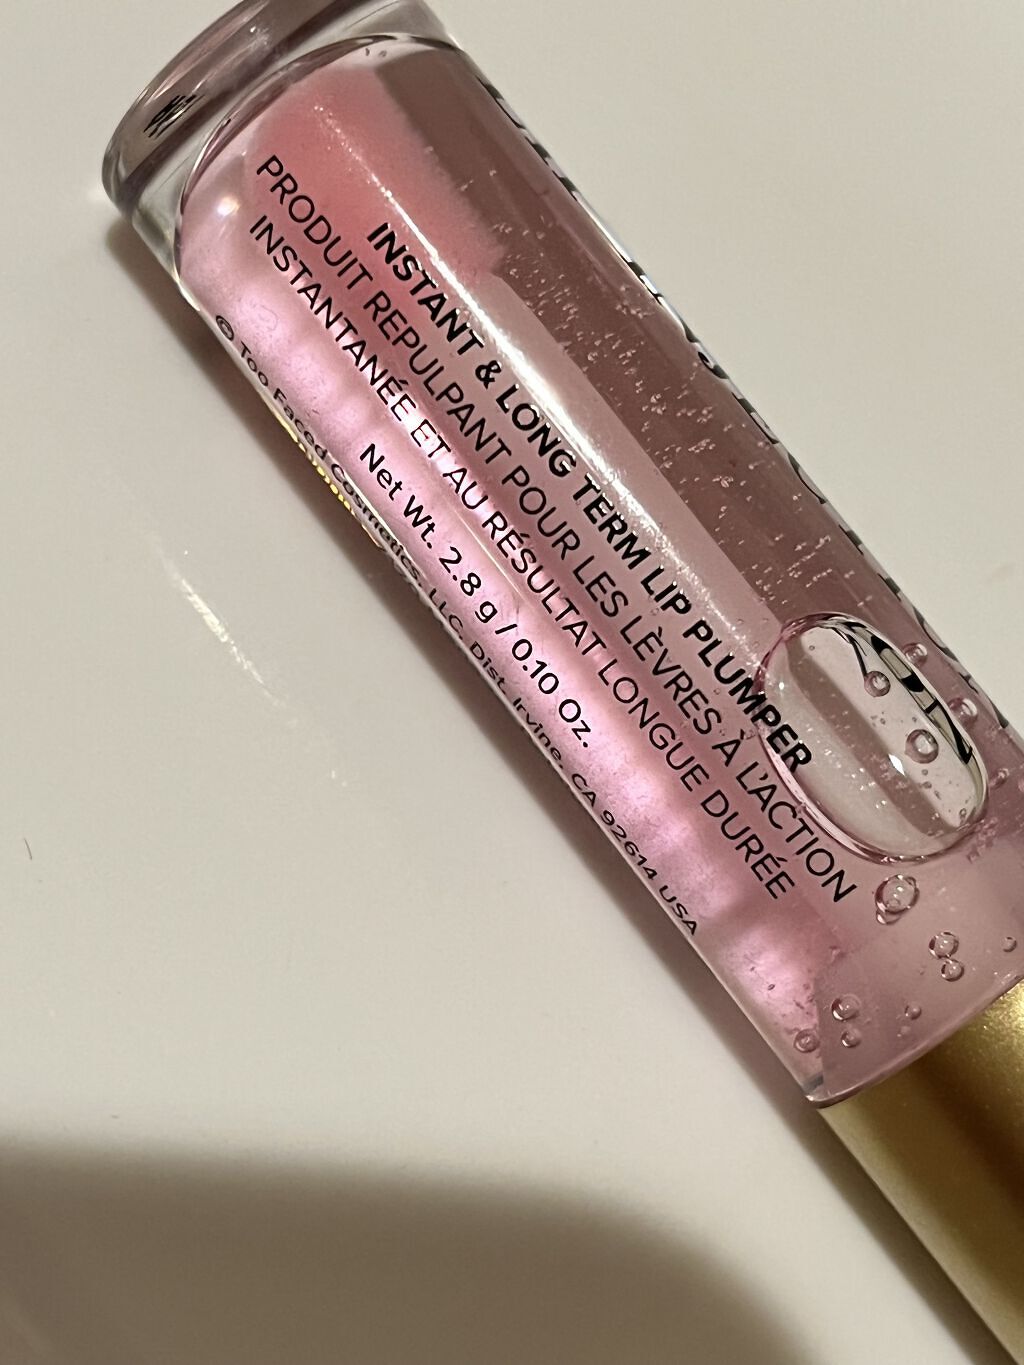 INSTANT & LONG TERM LIP PLUMPER
PRODUIT REPULPANT POUR LES LÈVRES À L'ACTION
INSTANTANÉE ET AU RÉSULTAT LONGUE DURÉE
Net Wt. 2.8 g / 0.10 Oz.
© Too Faced Cosmetics, LLC, Dist. Irvine, CA 92614 USA